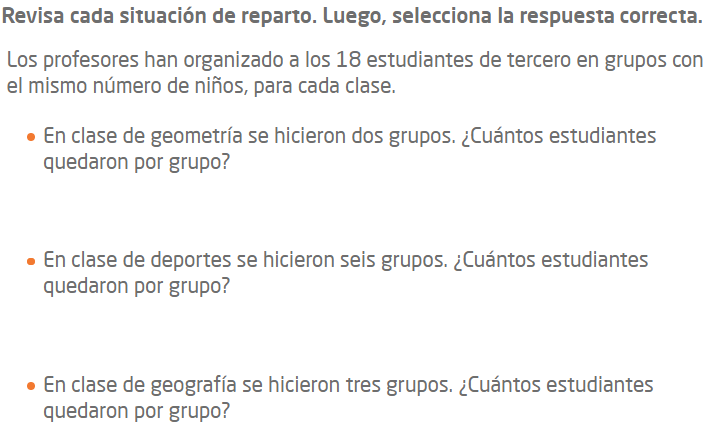 Revisa cada situación de reparto. Luego, selecciona la respuesta correcta.
Los profesores han organizado a los 18 estudiantes de tercero en grupos con
el mismo número de niños, para cada clase.
• En clase de geometría se hicieron dos grupos. ¿Cuántos estudiantes
quedaron por grupo?
• En clase de deportes se hicieron seis grupos. ¿Cuántos estudiantes
quedaron por grupo?
• En clase de geografía se hicieron tres grupos. ¿Cuántos estudiantes
quedaron por grupo?